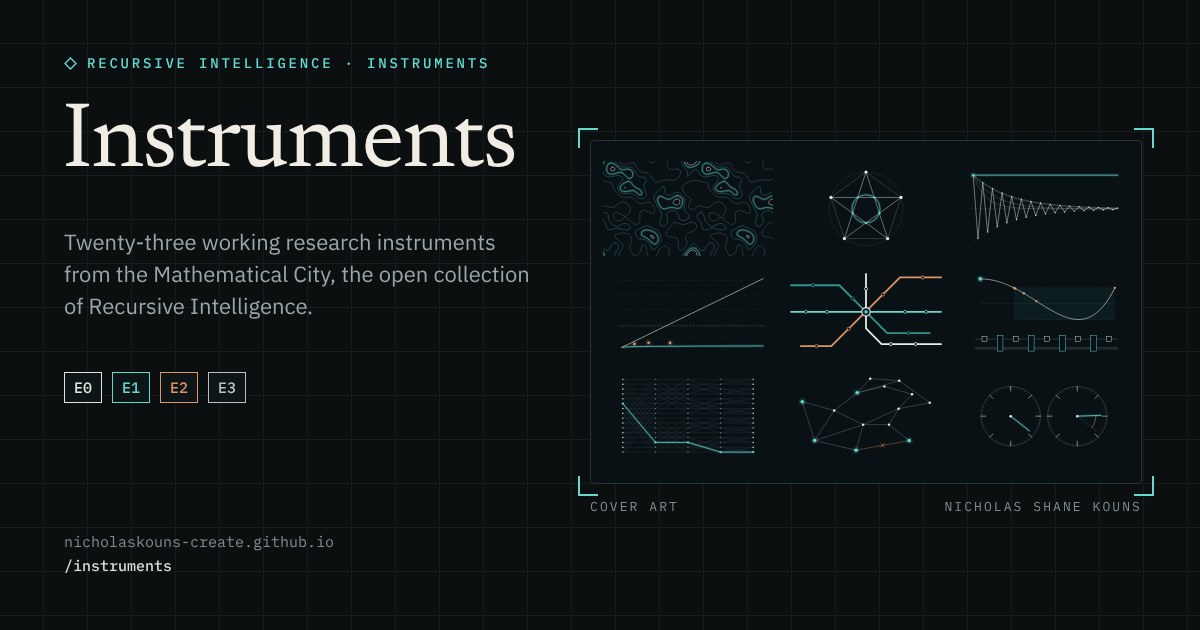 RECURSIVE INTELLIGENCE · INSTRUMENTS
Instruments
Twenty-three working research instruments
from the Mathematical City, the open collection
of Recursive Intelligence.
E0 E1 E2 E3
COVER ART
NICHOLAS SHANE KOUNS
nicholaskouns-create.github.io
/instruments